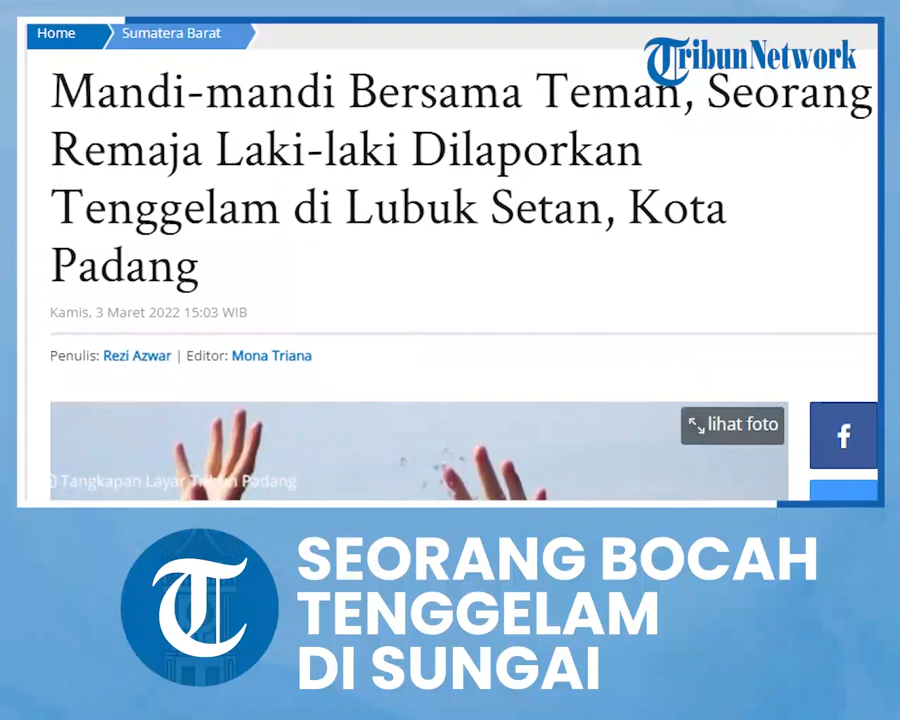 Home Sumatera Barat
TribunNetwork
Mandi-mandi Bersama Teman, Seorang
Remaja Laki-laki Dilaporkan
Tenggelam di Lubuk Setan, Kota
Padang
Kamis, 3 Maret 2022 15:03 WIB
Penulis: Rezi Azwar | Editor: Mona Triana
lihat foto
f
Tangkapan Layar Tribun Padang
T SEORANG BOCAH
TENGGELAM
DI SUNGAI